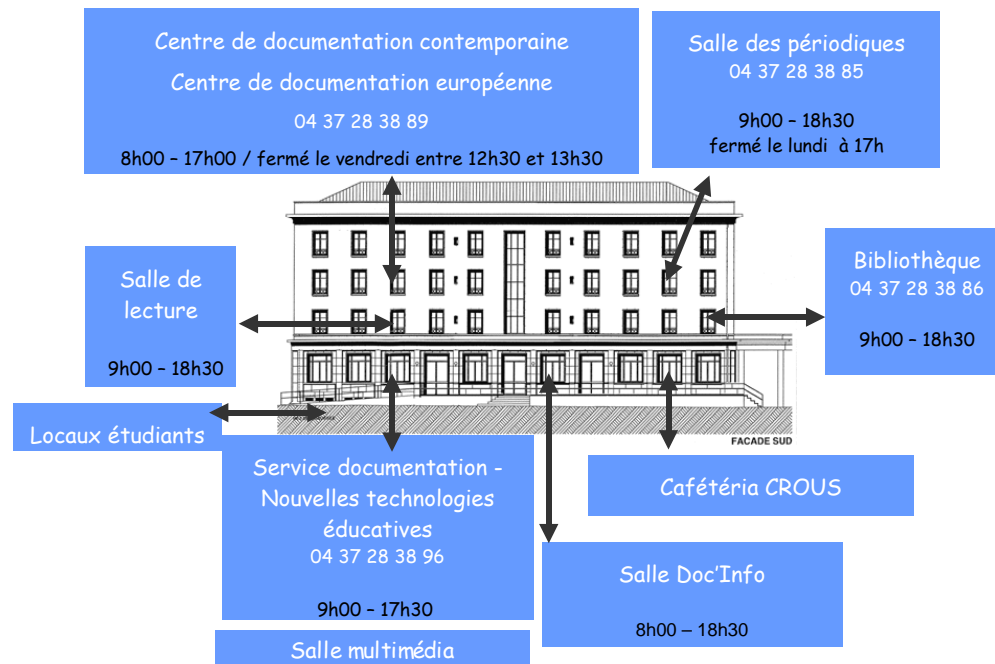 Centre de documentation contemporaine
Centre de documentation européenne
04 37 28 38 89
8h00 – 17h00 / fermé le vendredi entre 12h30 et 13h30
Salle des périodiques
04 37 28 38 85
9h00 – 18h30
fermé le lundi à 17h
Salle de
lecture
9h00 – 18h30
Bibliothèque
04 37 28 38 86
9h00 – 18h30
Locaux étudiants
FACADE SUD
Service documentation -
Nouvelles technologies
éducatives
04 37 28 38 96
9h00 – 17h30
Cafétéria CROUS
Salle Doc'Info
8h00 – 18h30
Salle multimédia